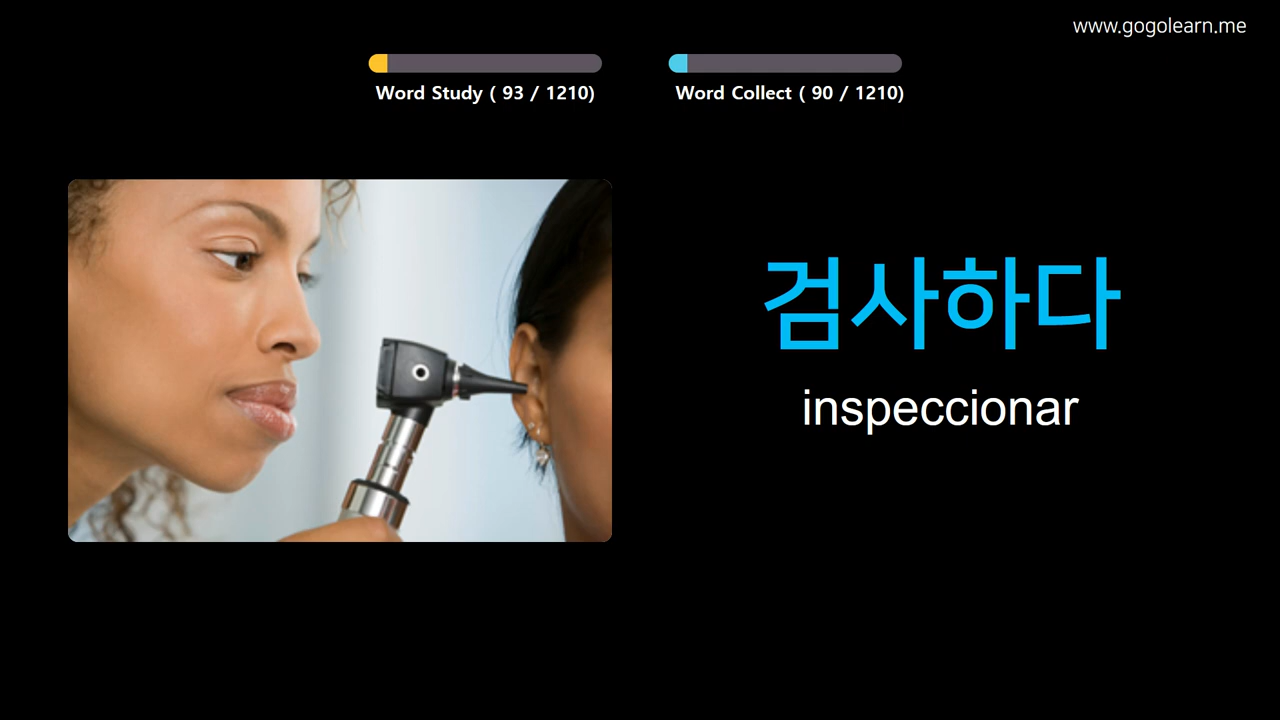 www.gogolearn.me
Word Study ( 93 / 1210)
Word Collect ( 90 / 1210)
검사하다
inspeccionar